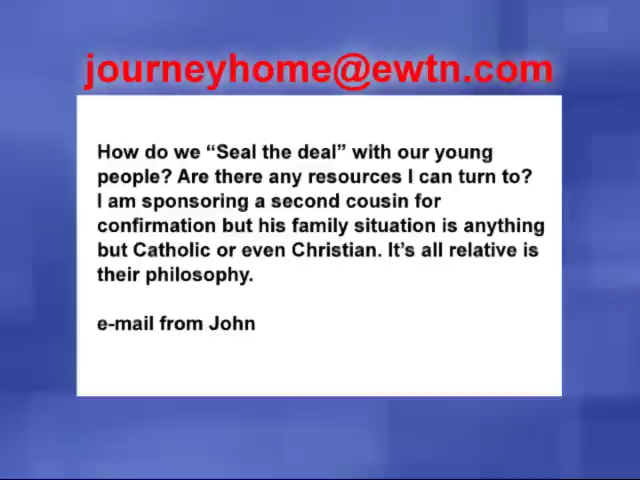 journeyhome@ewtn.com
How do we “Seal the deal” with our young
people? Are there any resources I can turn to?
I am sponsoring a second cousin for
confirmation but his family situation is anything
but Catholic or even Christian. It’s all relative is
their philosophy.
e-mail from John